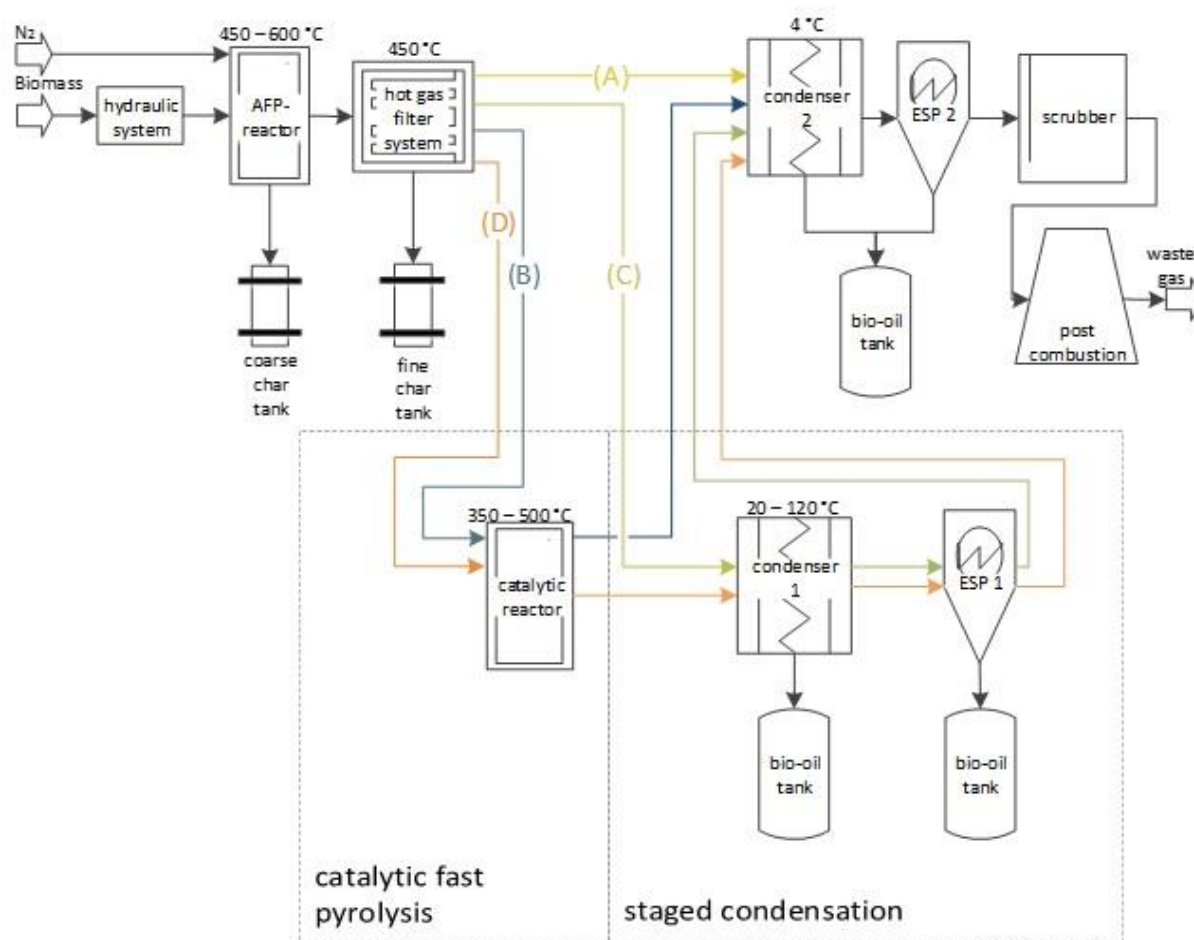 N₂
450 – 600 °C
450 °C
4 °C
Biomass
hydraulic
system
AFP-
reactor
hot gas
filter
system
(A)
condenser
2
ESP 2
scrubber
(D)
(B)
(C)
waste
gas
bio-oil
tank
post
combustion
coarse
char
tank
fine
char
tank
350 – 500 °C
20 – 120 °C
catalytic
reactor
condenser
1
ESP 1
bio-oil
tank
bio-oil
tank
catalytic fast
pyrolysis
staged condensation